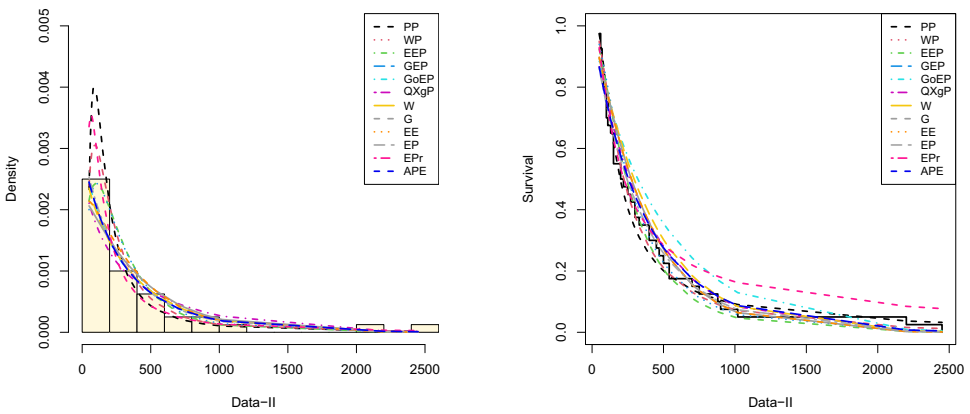 0.005
0.004
0.003
0.002
0.001
0.000
Density
0
500
1000
1500
2000
2500
Data−II
PP
WP
EEP
GEP
GoEP
QXgP
W
G
EE
EP
EPr
APE
1.0
0.8
0.6
0.4
0.2
0.0
Survival
0
500
1000
1500
2000
2500
Data−II
PP
WP
EEP
GEP
GoEP
QXgP
W
G
EE
EP
EPr
APE